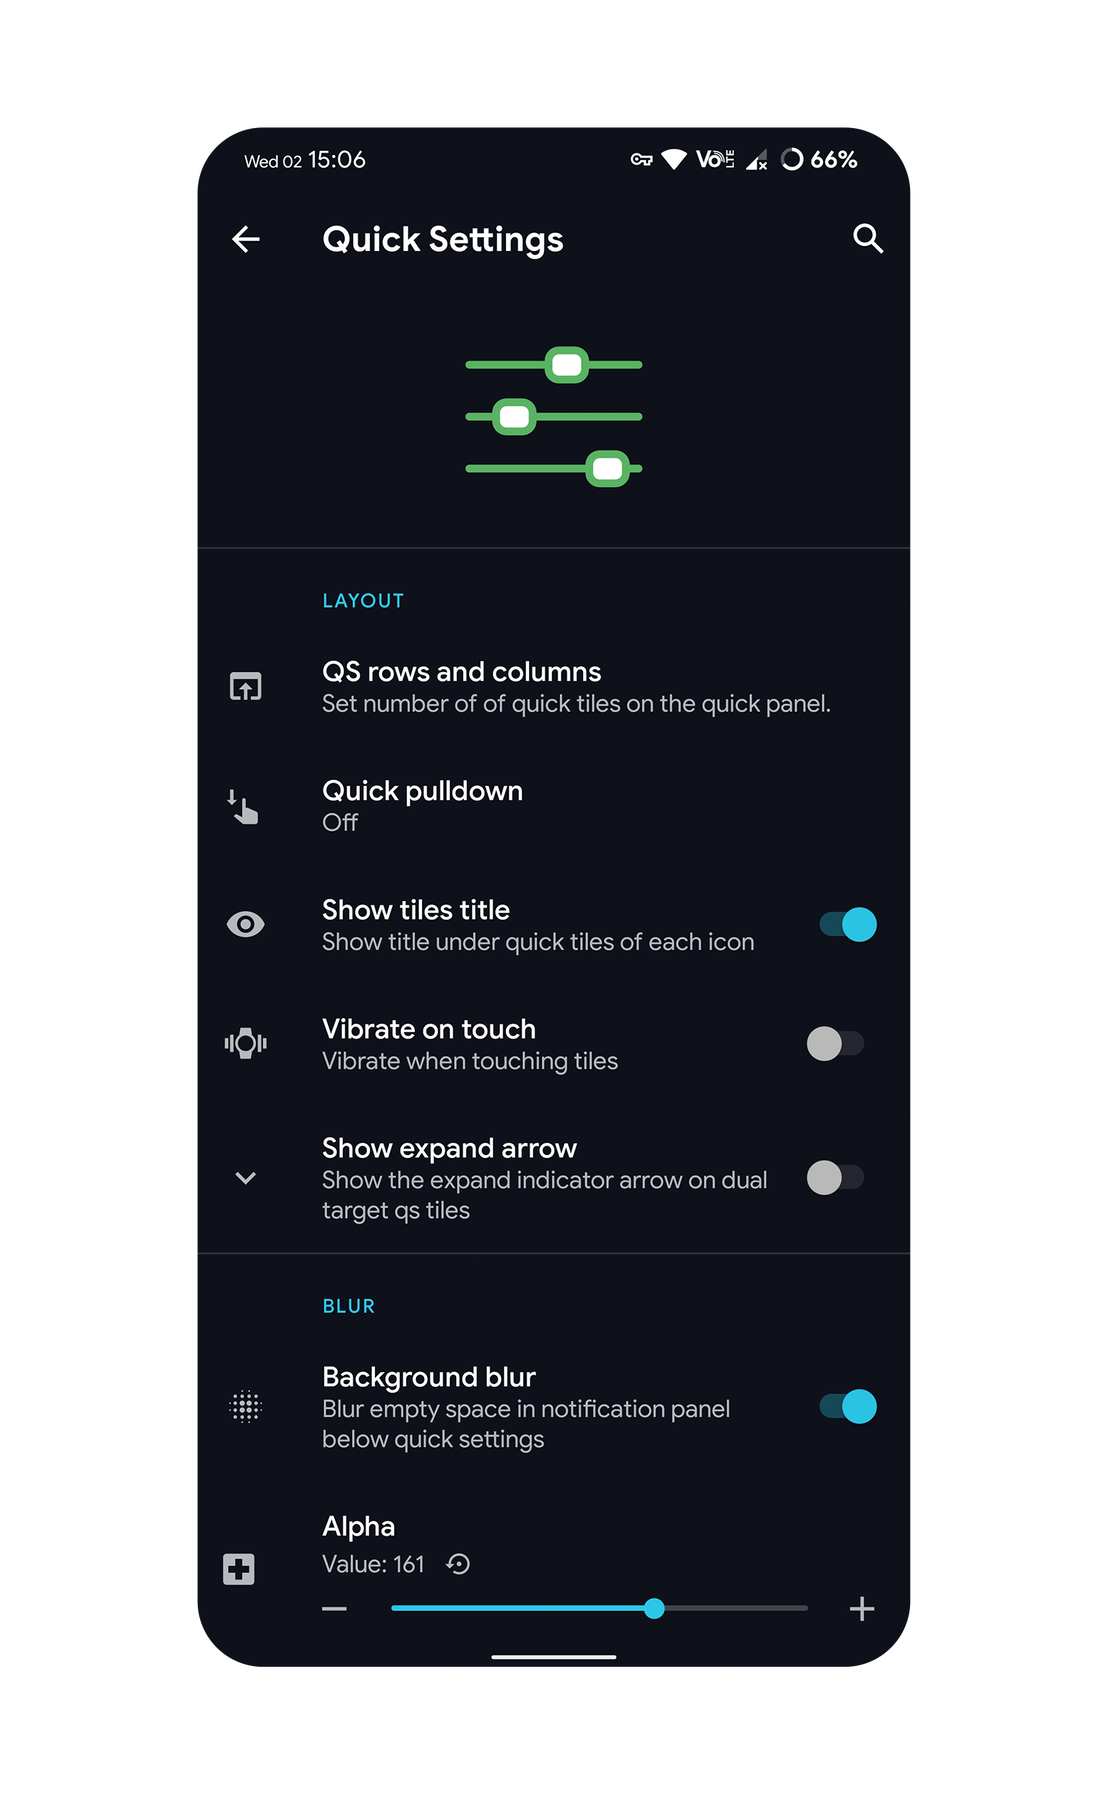 Wed 02 15:06
VoLTE 66%
Quick Settings
LAYOUT
QS rows and columns
Set number of of quick tiles on the quick panel.
Quick pulldown
Off
Show tiles title
Show title under quick tiles of each icon
Vibrate on touch
Vibrate when touching tiles
Show expand arrow
Show the expand indicator arrow on dual
target qs tiles
BLUR
Background blur
Blur empty space in notification panel
below quick settings
Alpha
Value: 161